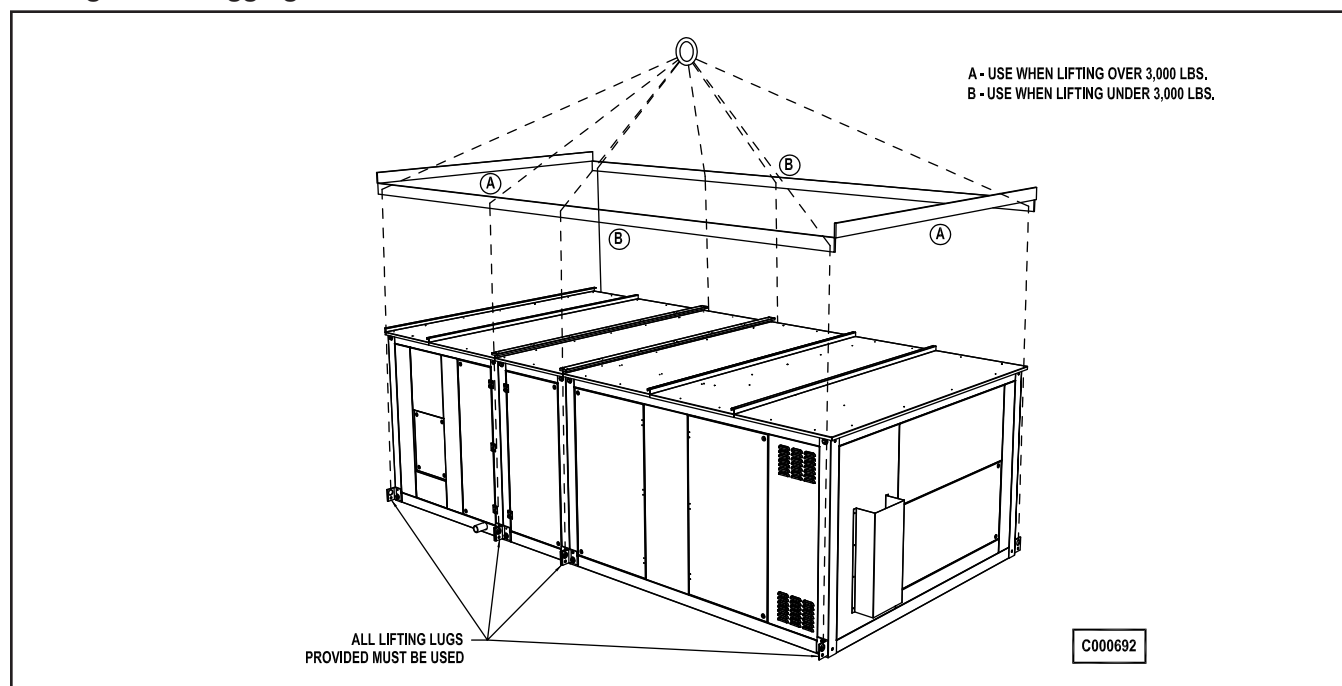 A - USE WHEN LIFTING OVER 3,000 LBS.
B - USE WHEN LIFTING UNDER 3,000 LBS.
B
A
A
B
ALL LIFTING LUGS
PROVIDED MUST BE USED
C000692